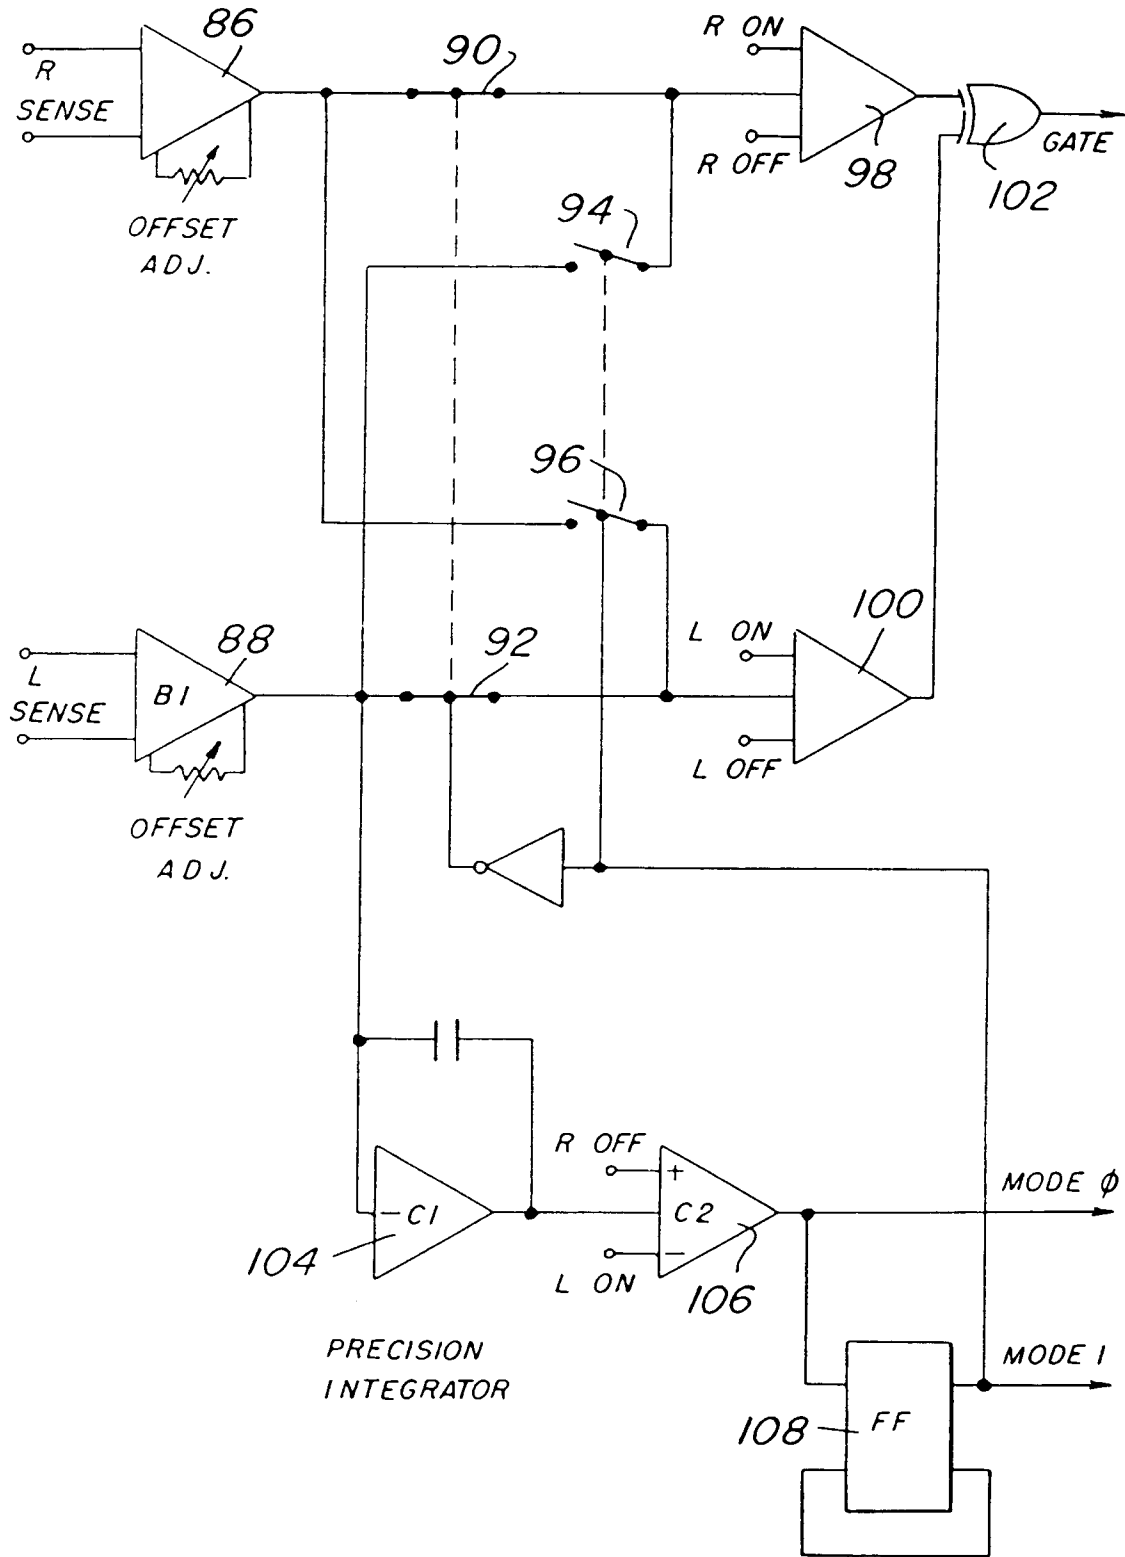 86
R ON
90
R
SENSE
98
R OFF
102
GATE
OFFSET
ADJ.
94
96
100
L ON
88
92
L
SENSE
B1
L OFF
OFFSET
ADJ.
R OFF
+
MODE ϕ
- C1
C2
104
-
L ON
106
PRECISION
INTEGRATOR
MODE 1
108
FF